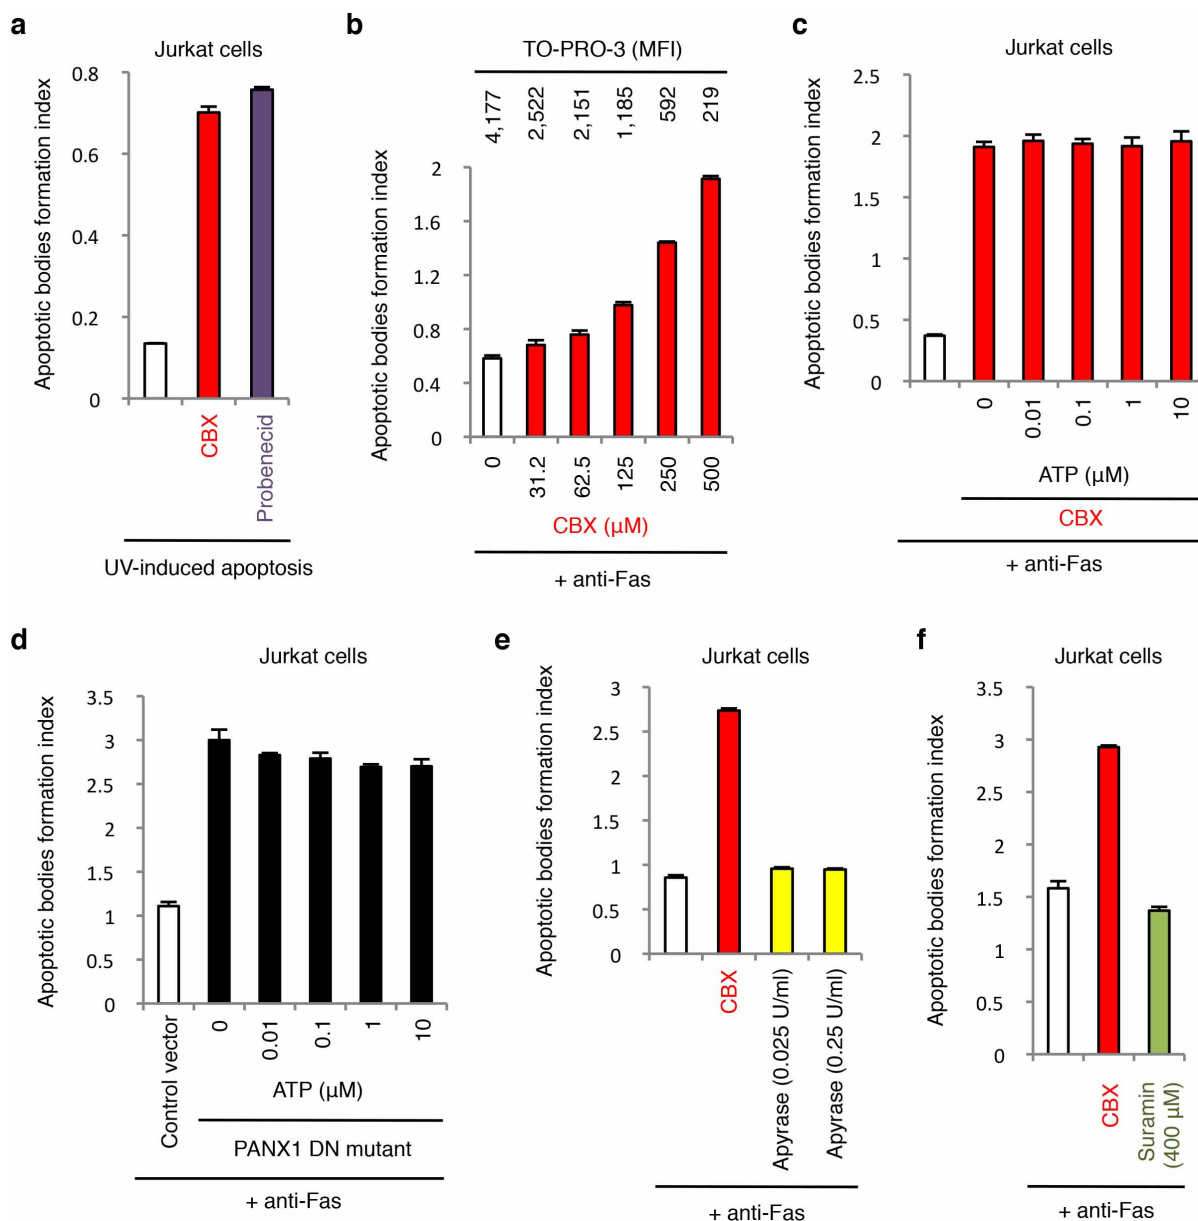 a
Jurkat cells
Apoptotic bodies formation index
0.8
0.6
0.4
0.2
0
CBX
Probenecid
UV-induced apoptosis
b
TO-PRO-3 (MFI)
4,177
2,522
2,151
1,185
592
219
Apoptotic bodies formation index
2
1.6
1.2
0.8
0.4
0
0
31.2
62.5
125
250
500
CBX (µM)
+ anti-Fas
c
Jurkat cells
Apoptotic bodies formation index
2.5
2
1.5
1
0.5
0
0
0.01
0.1
1
10
ATP (µM)
CBX
+ anti-Fas
d
Jurkat cells
Apoptotic bodies formation index
3.5
3
2.5
2
1.5
1
0.5
0
Control vector
0
0.01
0.1
1
10
ATP (µM)
PANX1 DN mutant
+ anti-Fas
e
Jurkat cells
Apoptotic bodies formation index
3
2.5
2
1.5
1
0.5
0
CBX
Apyrase (0.025 U/ml)
Apyrase (0.25 U/ml)
+ anti-Fas
f
Jurkat cells
Apoptotic bodies formation index
3.5
3
2.5
2
1.5
1
0.5
0
CBX
Suramin
(400 µM)
+ anti-Fas